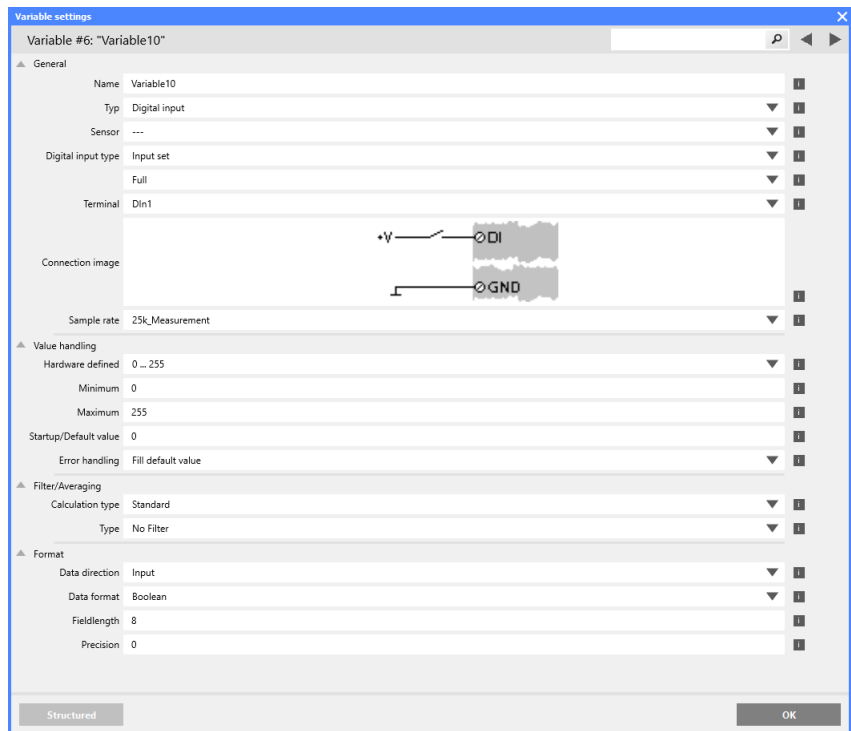 Variable settings
Variable #6: "Variable10"
General
Name Variable10
Typ Digital input
Sensor ---
Digital input type Input set
Full
Terminal DIn1
+V DI
Connection image
GND
Sample rate 25k_Measurement
Value handling
Hardware defined 0 ... 255
Minimum 0
Maximum 255
Startup/Default value 0
Error handling Fill default value
Filter/Averaging
Calculation type Standard
Type No Filter
Format
Data direction Input
Data format Boolean
Fieldlength 8
Precision 0
Structured OK